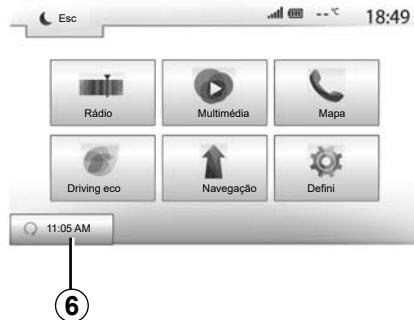 Esc
--°C
18:49
Rádio
Multimédia
Mapa
Driving eco
Navegação
Defini
11:05 AM
6